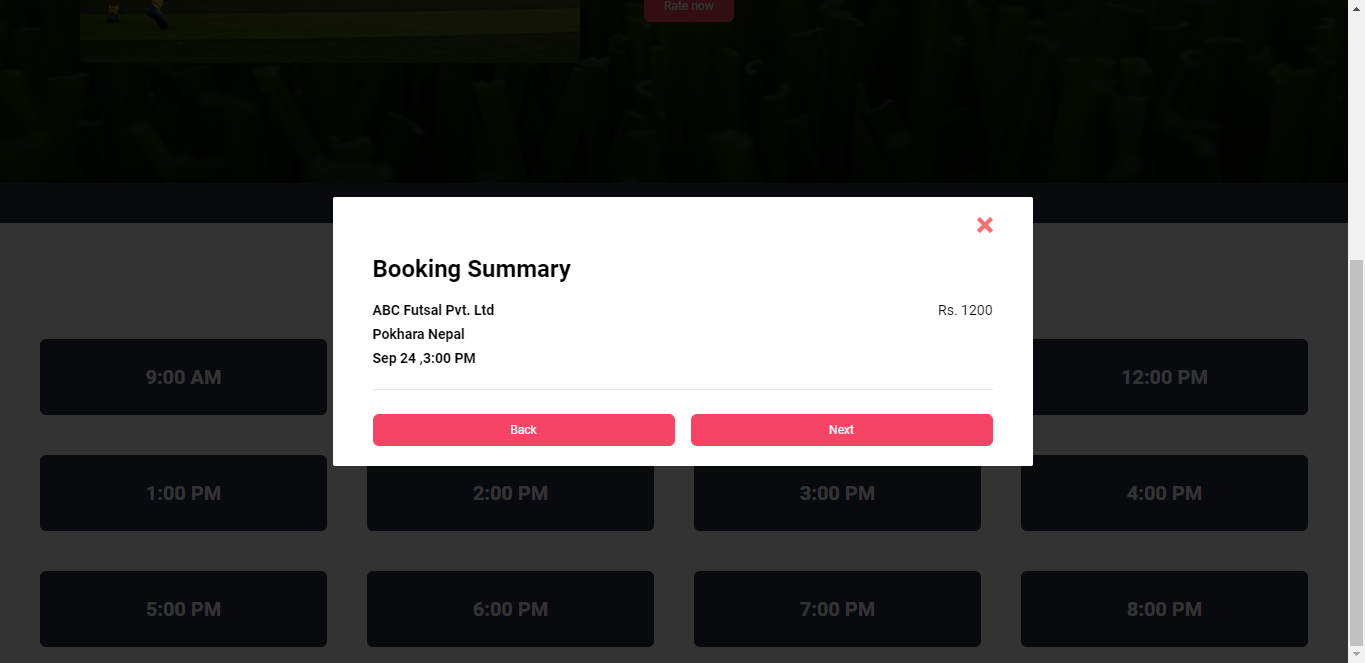 Rate now
Booking Summary
ABC Futsal Pvt. Ltd
Rs. 1200
Pokhara Nepal
Sep 24 ,3:00 PM
Back
Next
9:00 AM
12:00 PM
1:00 PM
2:00 PM
3:00 PM
4:00 PM
5:00 PM
6:00 PM
7:00 PM
8:00 PM